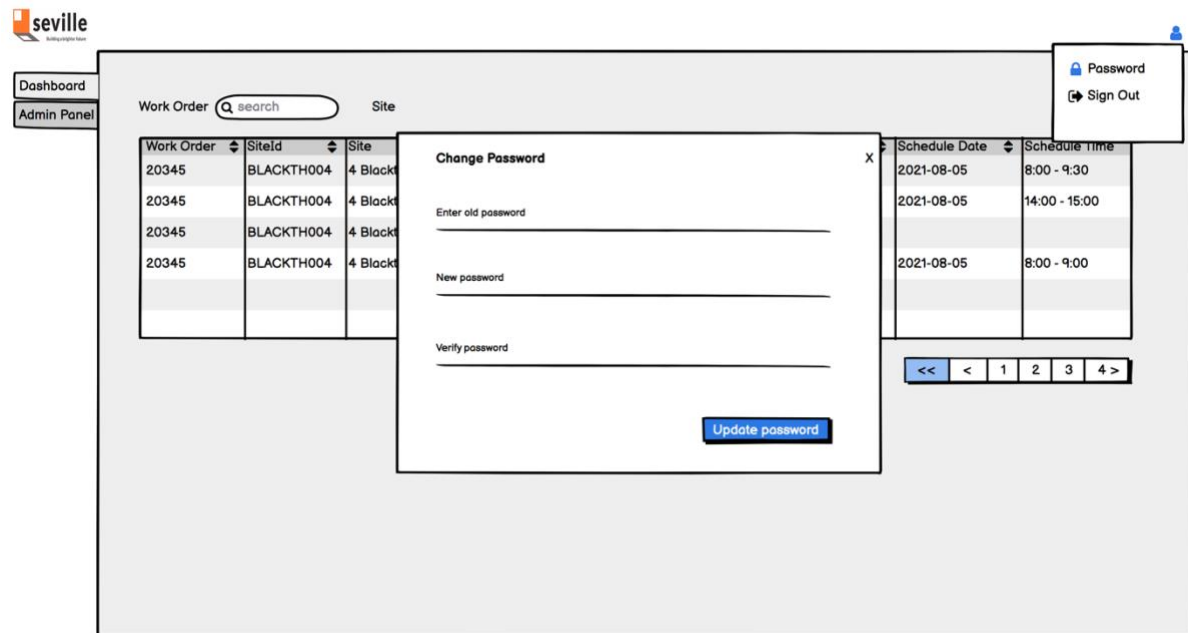 seville
Building a brighter future
Password
Sign Out
Dashboard
Admin Panel
Work Order search Site
Work Order SiteId Site Schedule Date Schedule Time
20345 BLACKTH004 4 Blackt 2021-08-05 8:00 - 9:30
20345 BLACKTH004 4 Blackt 2021-08-05 14:00 - 15:00
20345 BLACKTH004 4 Blackt
20345 BLACKTH004 4 Blackt 2021-08-05 8:00 - 9:00
Change Password X
Enter old password
New password
Verify password
Update password
<< < 1 2 3 4 >